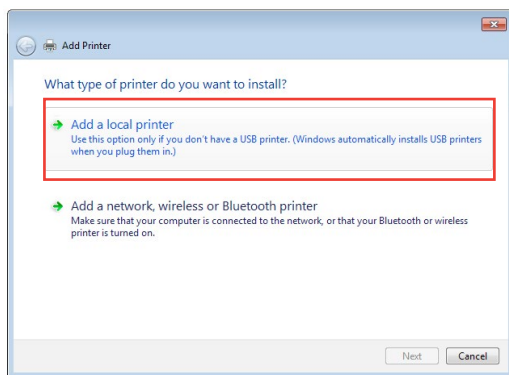 Add Printer
What type of printer do you want to install?
Add a local printer
Use this option only if you don't have a USB printer. (Windows automatically installs USB printers
when you plug them in.)
Add a network, wireless or Bluetooth printer
Make sure that your computer is connected to the network, or that your Bluetooth or wireless
printer is turned on.
Next Cancel